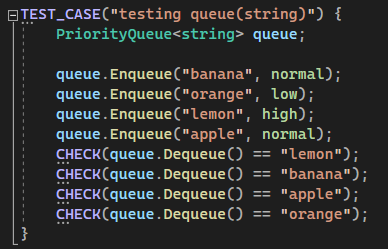 TEST_CASE("testing queue(string)") {
PriorityQueue<string> queue;
queue.Enqueue("banana", normal);
queue.Enqueue("orange", low);
queue.Enqueue("lemon", high);
queue.Enqueue("apple", normal);
CHECK(queue.Dequeue() == "lemon");
CHECK(queue.Dequeue() == "banana");
CHECK(queue.Dequeue() == "apple");
CHECK(queue.Dequeue() == "orange");
}